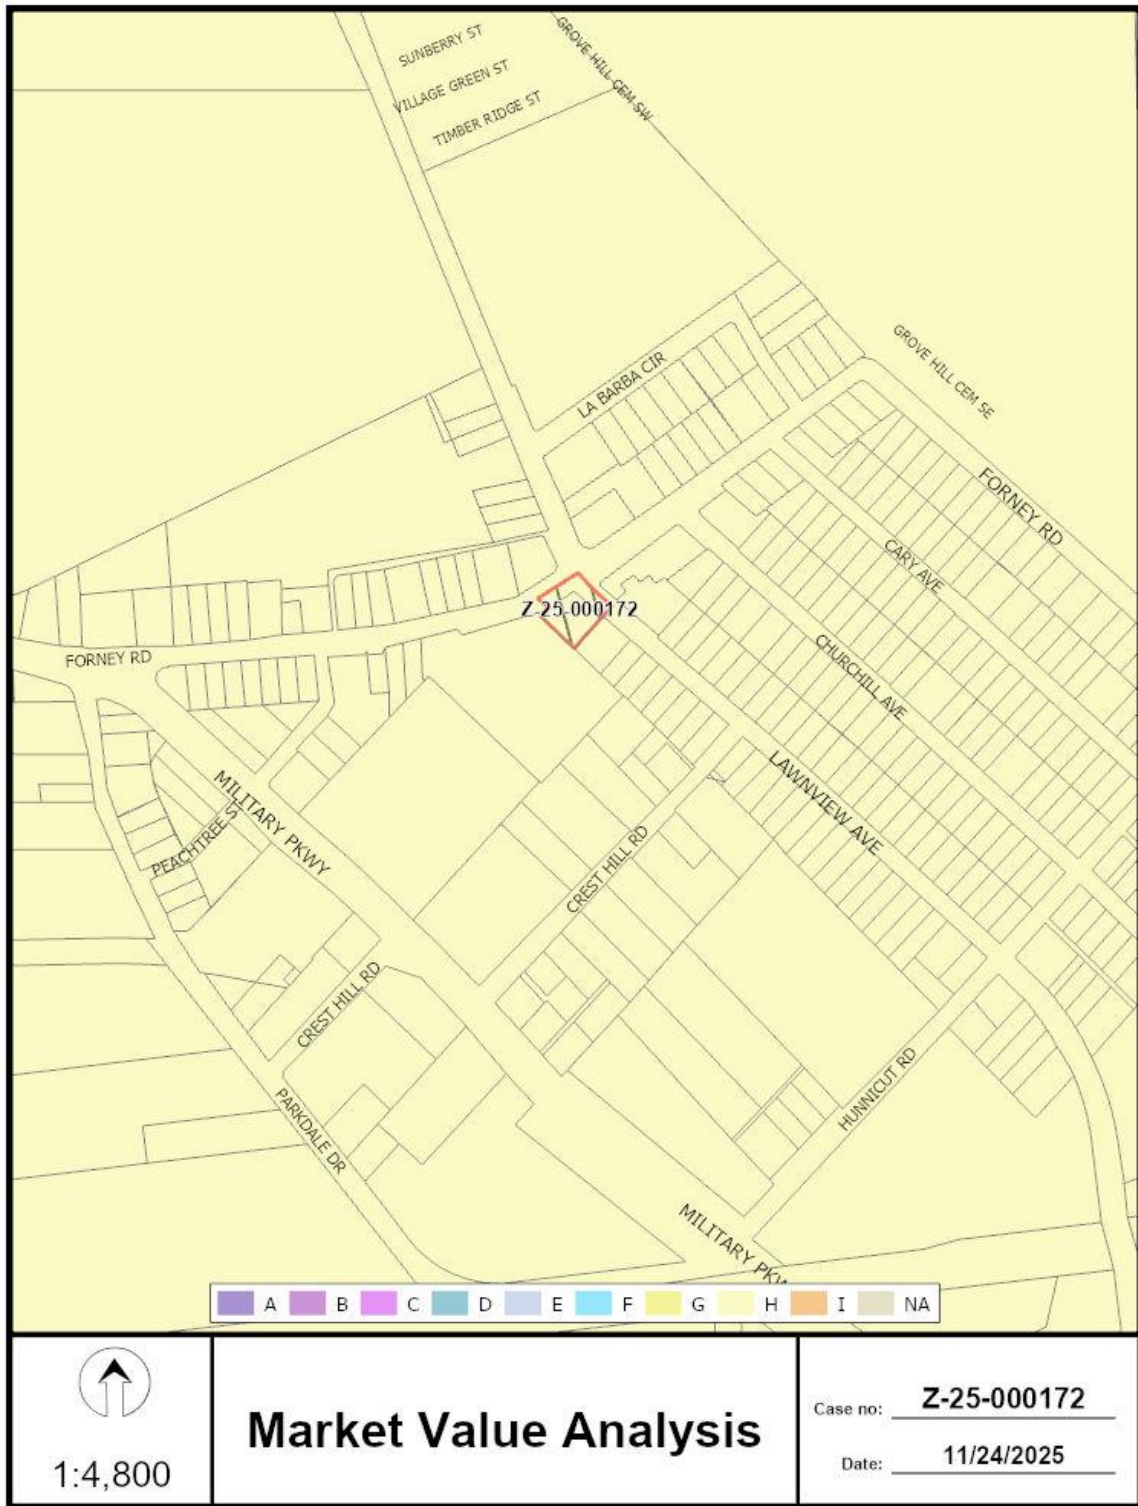 SUNBERRY ST
VILLAGE GREEN ST
TIMBER RIDGE ST
GROVE HILL CEM SW
LA BARBA CIR
GROVE HILL CEM SE
FORNEY RD
CARY AVE
Z-25-000172
FORNEY RD
CHURCHILL AVE
LAWNVIEW AVE
MILITARY PKWY
PEACHTREE S
CREST HILL RD
CREST HILL RD
HUNNICUT RD
PARKDALE DR
MILITARY PKW
A B C D E F G H I NA
1:4,800
Market Value Analysis
Case no: Z-25-000172
Date: 11/24/2025